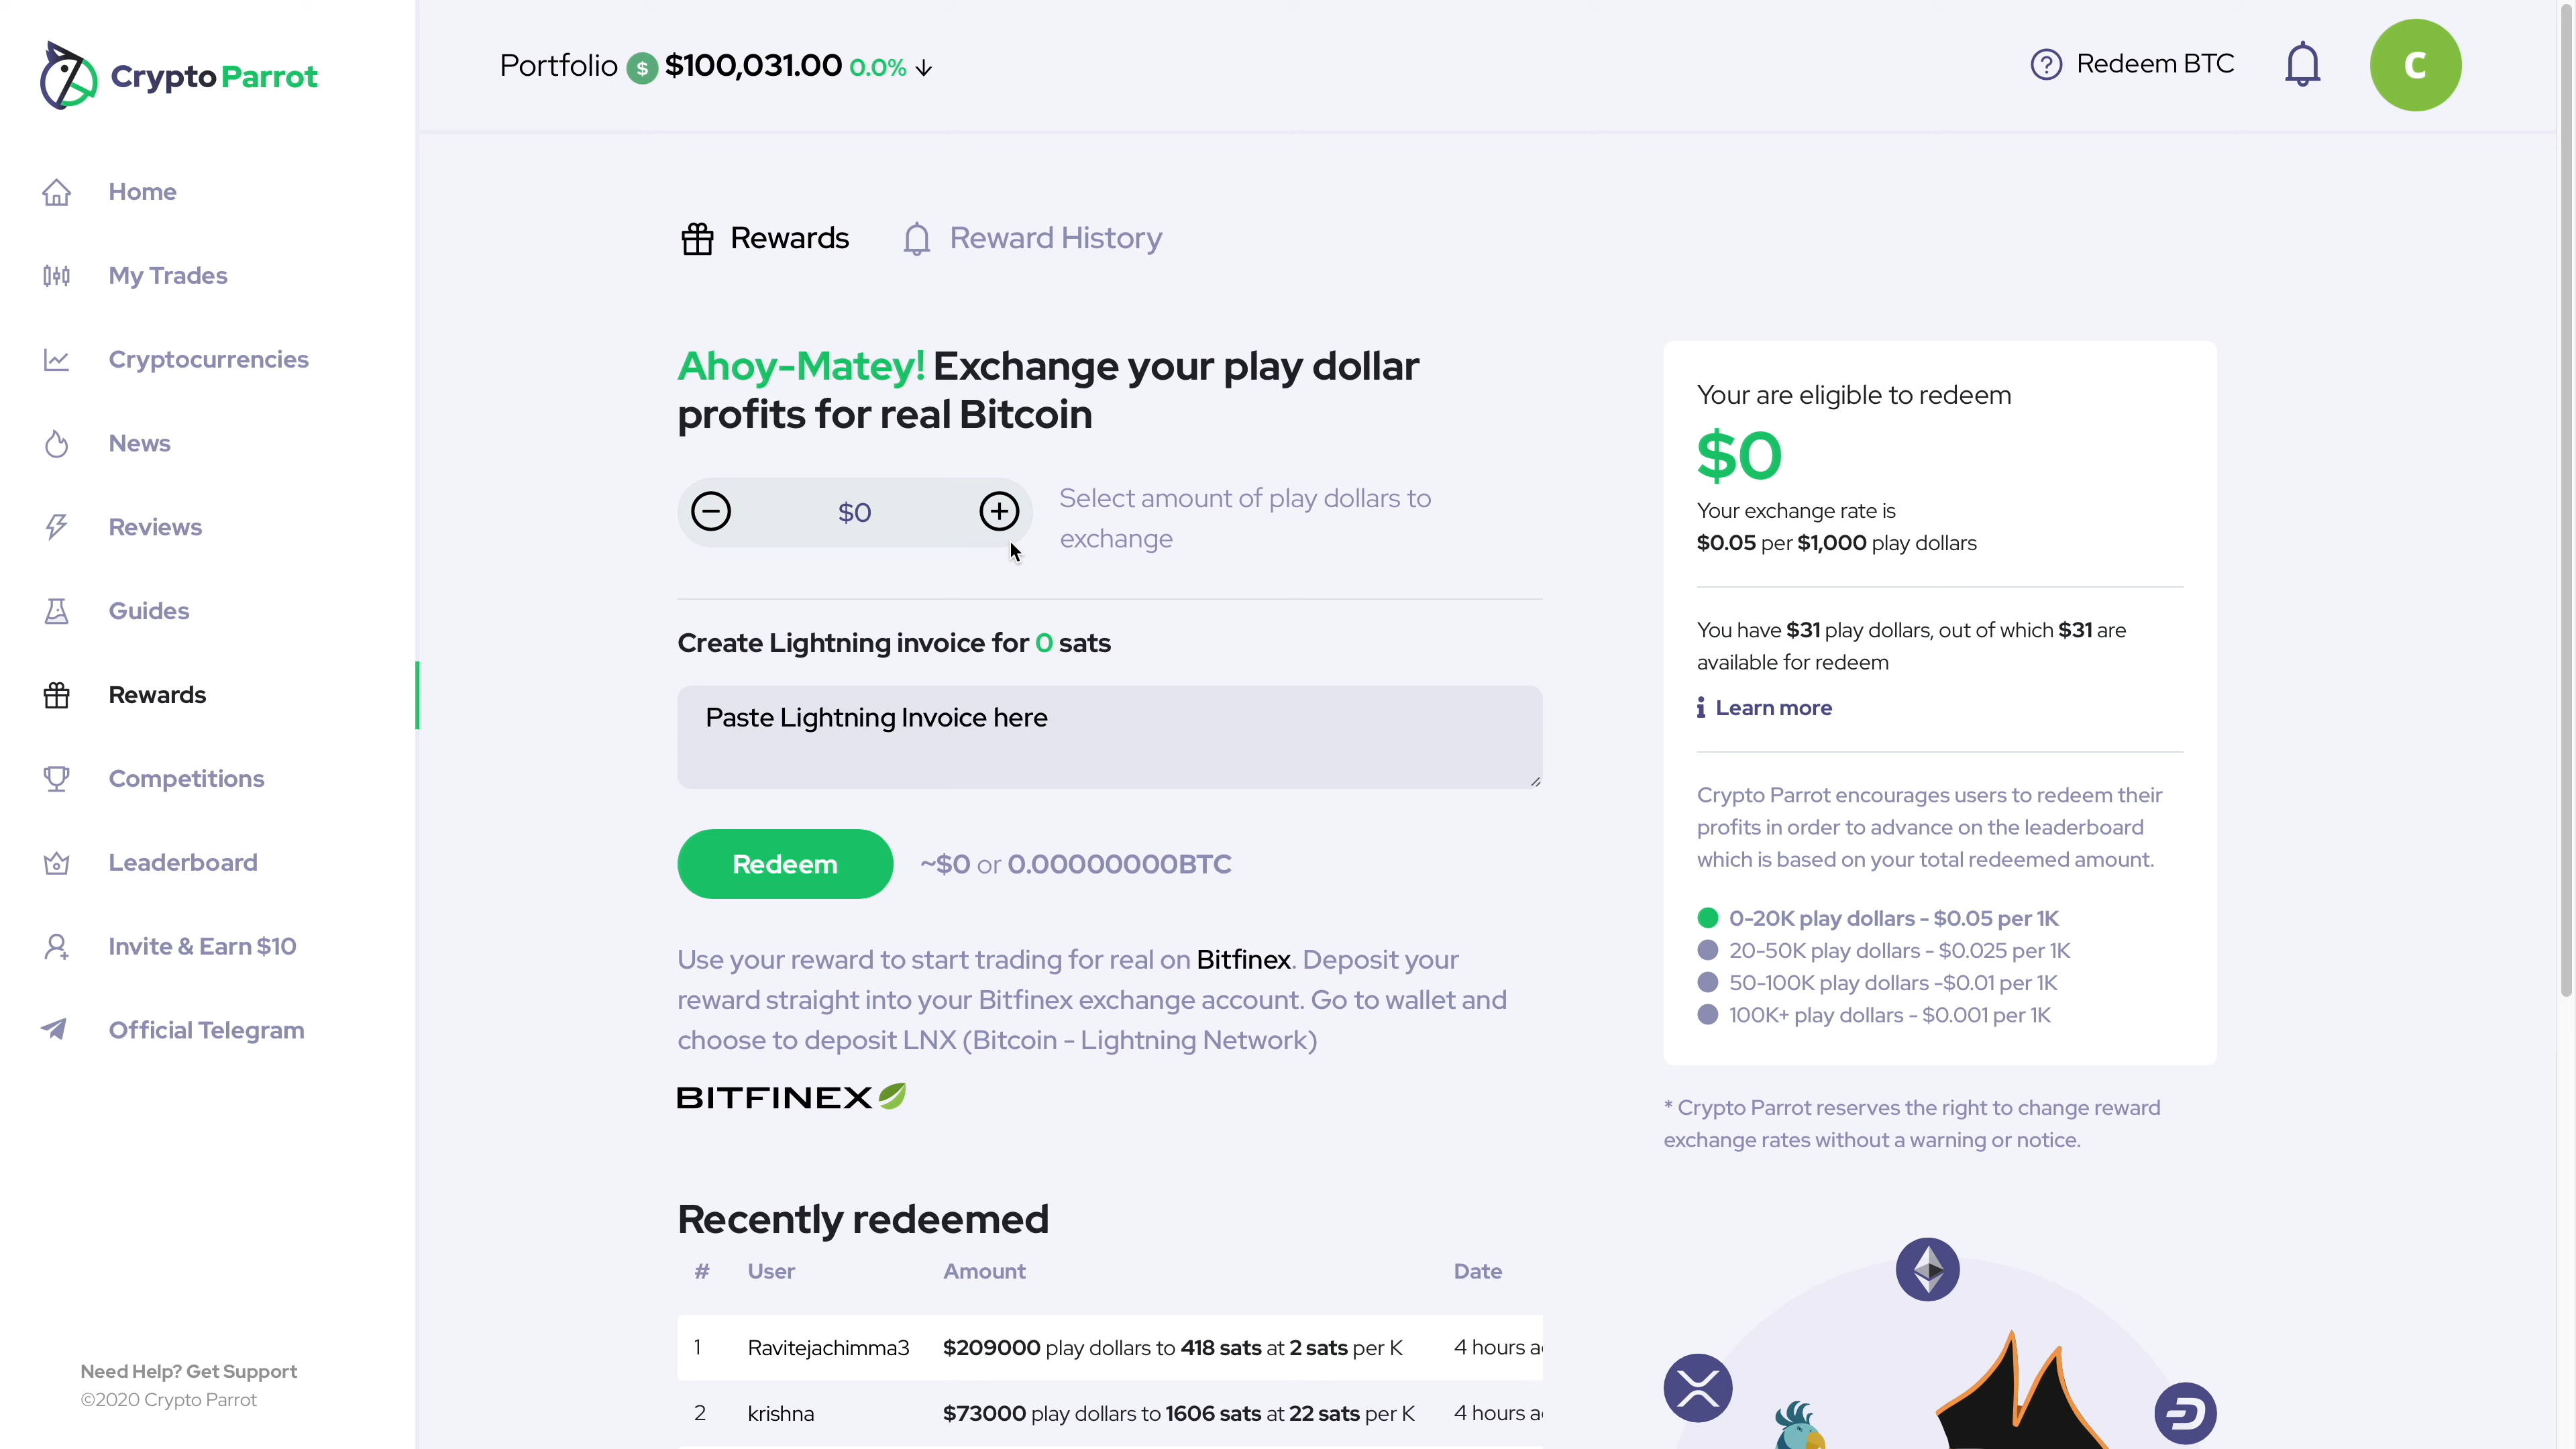 Crypto Parrot
Portfolio $ $100,031.00 0.0%
Redeem BTC
C
Home
My Trades
Cryptocurrencies
News
Reviews
Guides
Rewards
Competitions
Leaderboard
Invite & Earn $10
Official Telegram
Need Help? Get Support
©2020 Crypto Parrot
Rewards
Reward History
Ahoy-Matey! Exchange your play dollar
profits for real Bitcoin
$0
Select amount of play dollars to
exchange
Create Lightning invoice for 0 sats
Paste Lightning Invoice here
Redeem ~$0 or 0.00000000BTC
Use your reward to start trading for real on Bitfinex. Deposit your
reward straight into your Bitfinex exchange account. Go to wallet and
choose to deposit LNX (Bitcoin - Lightning Network)
BITFINEX
Recently redeemed
# User Amount Date
1 Ravitejachimma3 $209000 play dollars to 418 sats at 2 sats per K 4 hours a
2 krishna $73000 play dollars to 1606 sats at 22 sats per K 4 hours a
Your are eligible to redeem
$0
Your exchange rate is
$0.05 per $1,000 play dollars
You have $31 play dollars, out of which $31 are
available for redeem
Learn more
Crypto Parrot encourages users to redeem their
profits in order to advance on the leaderboard
which is based on your total redeemed amount.
0-20K play dollars - $0.05 per 1K
20-50K play dollars - $0.025 per 1K
50-100K play dollars -$0.01 per 1K
100K+ play dollars - $0.001 per 1K
* Crypto Parrot reserves the right to change reward
exchange rates without a warning or notice.